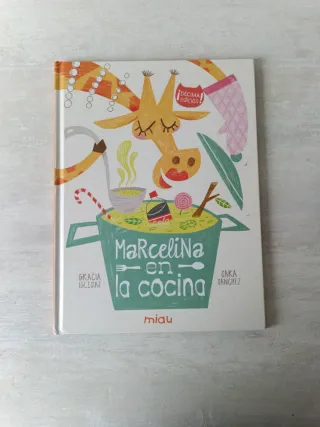 ¡DÉCIMA
EDICIÓN!
MARCELINA
en
la cocina
GRACIA
IGLESIAS
SARA
SÁNCHEZ
miau